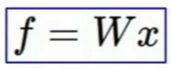 f = Wx